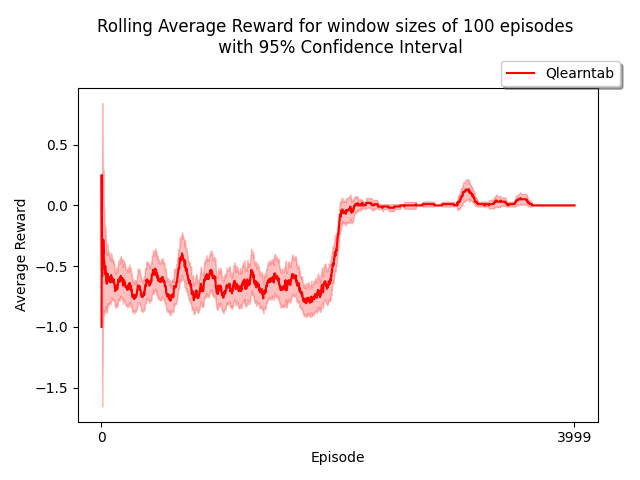 Rolling Average Reward for window sizes of 100 episodes
with 95% Confidence Interval
Qlearntab
0.5
0.0
−0.5
−1.0
−1.5
Average Reward
0 3999
Episode